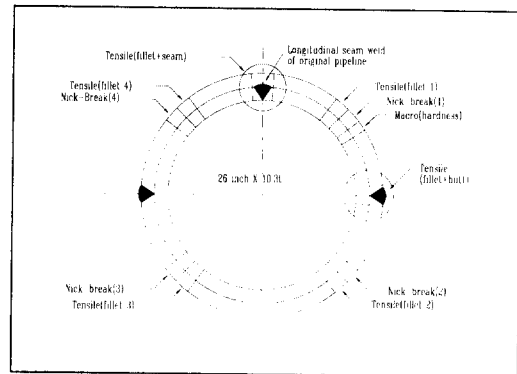 Tensile(fillet+seam)
Longitudinal seam weld
of original pipeline
Tensile(fillet 4)
Nick-Break(4)
Tensile(fillet 1)
Nick break(1)
Macro(hardness)
Tensile
(fillet+butt)
26 inch X 10.3t
Nick break(3)
Tensile(fillet 3)
Nick break(2)
Tensile(fillet 2)